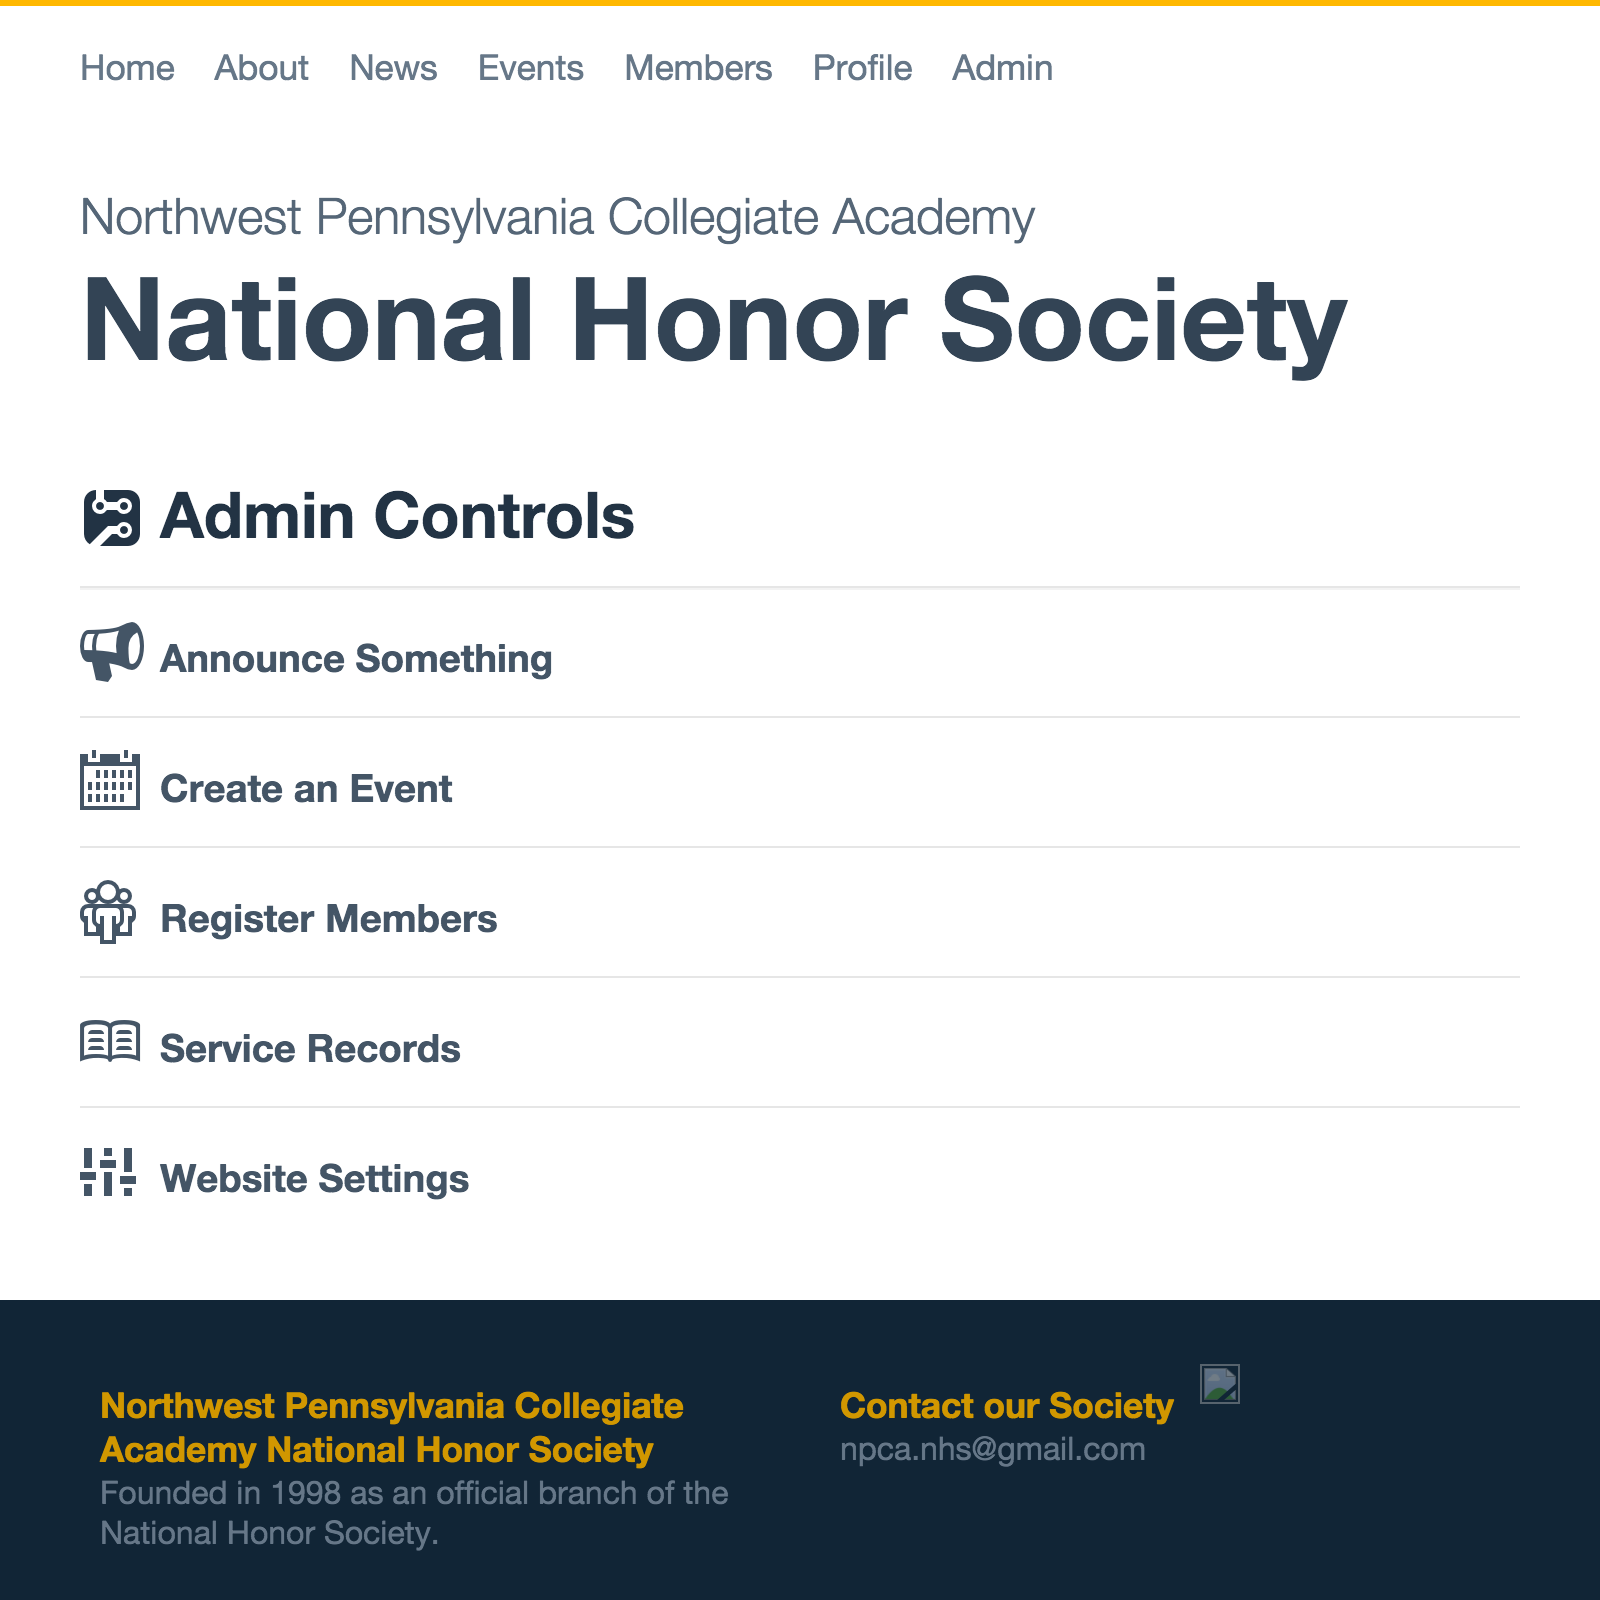 Home About News Events Members Profile Admin
Northwest Pennsylvania Collegiate Academy
National Honor Society
Admin Controls
Announce Something
Create an Event
Register Members
Service Records
Website Settings
Northwest Pennsylvania Collegiate
Academy National Honor Society
Founded in 1998 as an official branch of the
National Honor Society.
Contact our Society
npca.nhs@gmail.com